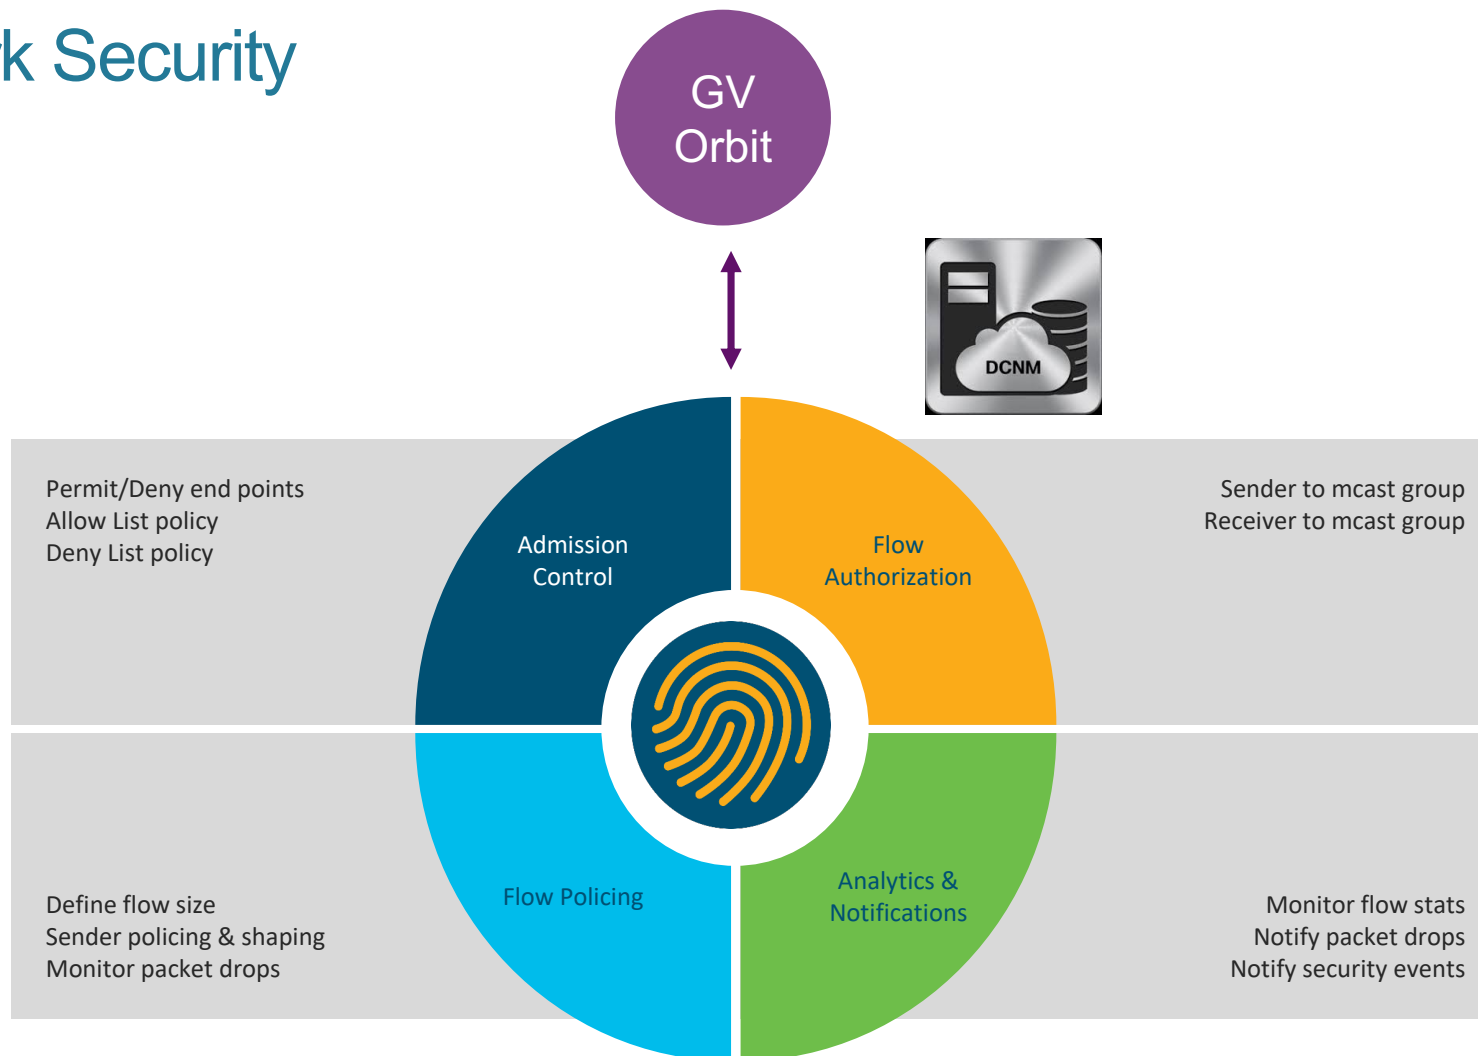 k Security
GV
Orbit
DCNM
Permit/Deny end points
Allow List policy
Deny List policy
Admission
Control
Flow
Authorization
Sender to mcast group
Receiver to mcast group
Define flow size
Sender policing & shaping
Monitor packet drops
Flow Policing
Analytics &
Notifications
Monitor flow stats
Notify packet drops
Notify security events